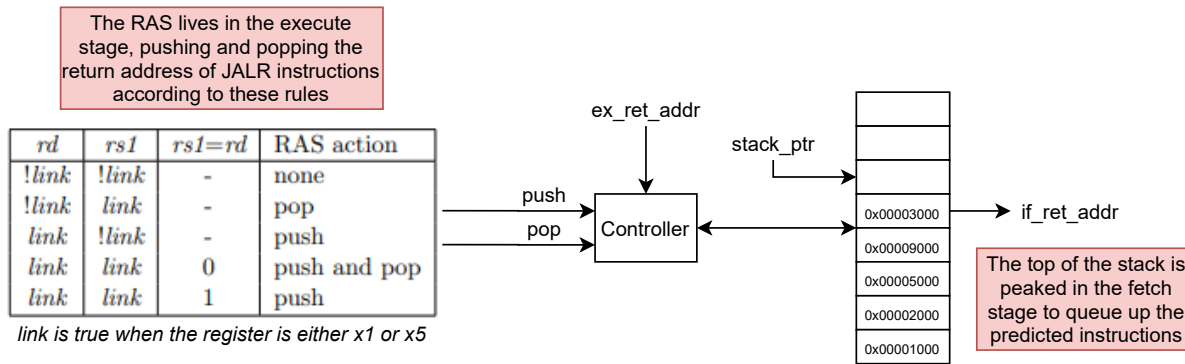 The RAS lives in the execute
stage, pushing and popping the
return address of JALR instructions
according to these rules
rd rs1 rs1=rd RAS action
!link !link - none
!link link - pop
link !link - push
link link 0 push and pop
link link 1 push
link is true when the register is either x1 or x5
ex_ret_addr
stack_ptr
push
pop
Controller
0x00003000
0x00009000
0x00005000
0x00002000
0x00001000
if_ret_addr
The top of the stack is
peaked in the fetch
stage to queue up the
predicted instructions